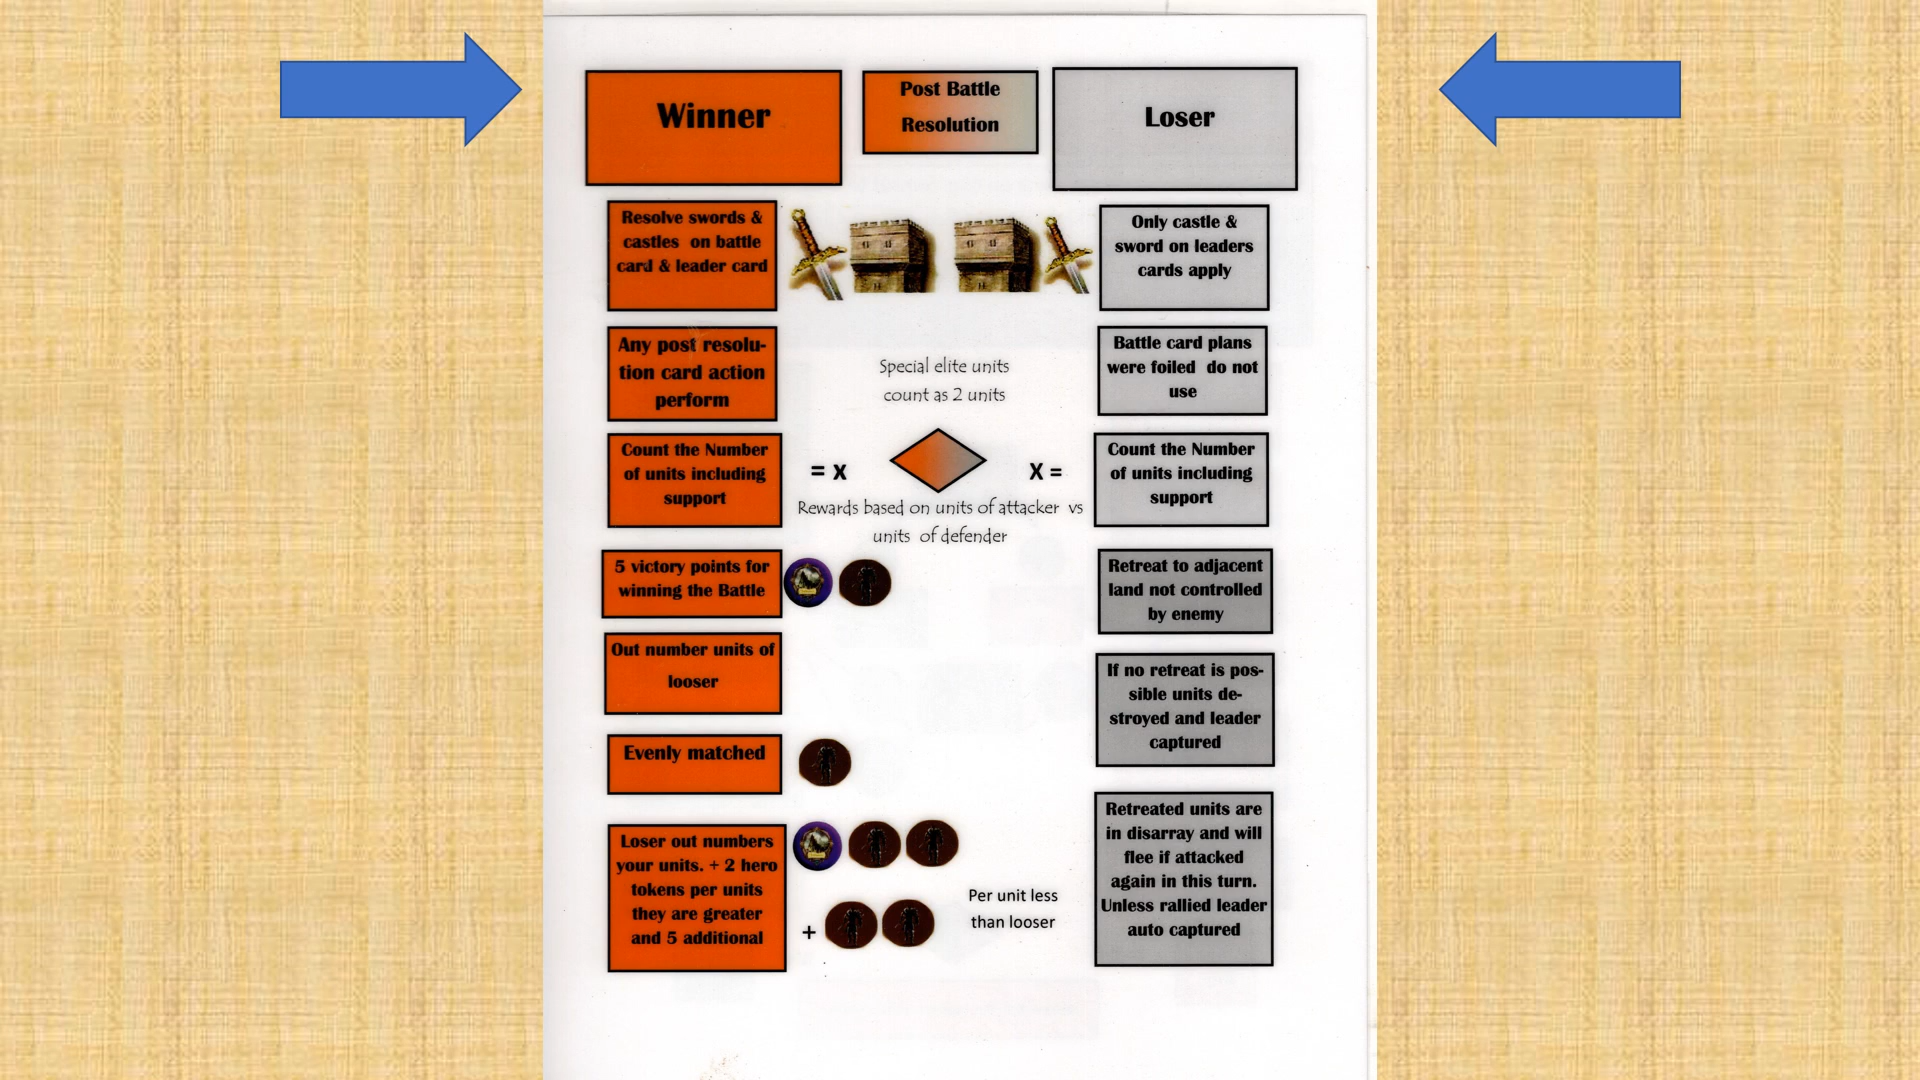 Winner
Post Battle
Resolution
Loser
Resolve swords &
castles on battle
card & leader card
Only castle &
sword on leaders
cards apply
Any post resolu-
tion card action
perform
Special elite units
count as 2 units
Battle card plans
were foiled do not
use
Count the Number
of units including
support
= x
X =
Count the Number
of units including
support
Rewards based on units of attacker vs
units of defender
5 victory points for
winning the Battle
Retreat to adjacent
land not controlled
by enemy
Out number units of
looser
If no retreat is pos-
sible units de-
stroyed and leader
captured
Evenly matched
Loser out numbers
your units. + 2 hero
tokens per units
they are greater
and 5 additional
+
Per unit less
than looser
Retreated units are
in disarray and will
flee if attacked
again in this turn.
Unless rallied leader
auto captured